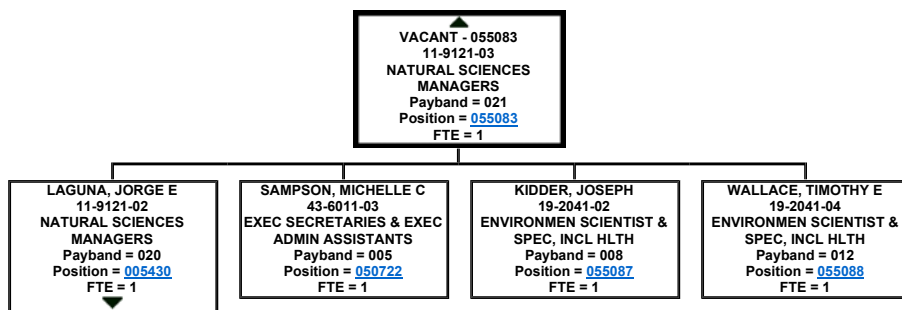 VACANT - 055083
11-9121-03
NATURAL SCIENCES
MANAGERS
Payband = 021
Position = 055083
FTE = 1
LAGUNA, JORGE E
11-9121-02
NATURAL SCIENCES
MANAGERS
Payband = 020
Position = 005430
FTE = 1
SAMPSON, MICHELLE C
43-6011-03
EXEC SECRETARIES & EXEC
ADMIN ASSISTANTS
Payband = 005
Position = 050722
FTE = 1
KIDDER, JOSEPH
19-2041-02
ENVIRONMEN SCIENTIST &
SPEC, INCL HLTH
Payband = 008
Position = 055087
FTE = 1
WALLACE, TIMOTHY E
19-2041-04
ENVIRONMEN SCIENTIST &
SPEC, INCL HLTH
Payband = 012
Position = 055088
FTE = 1